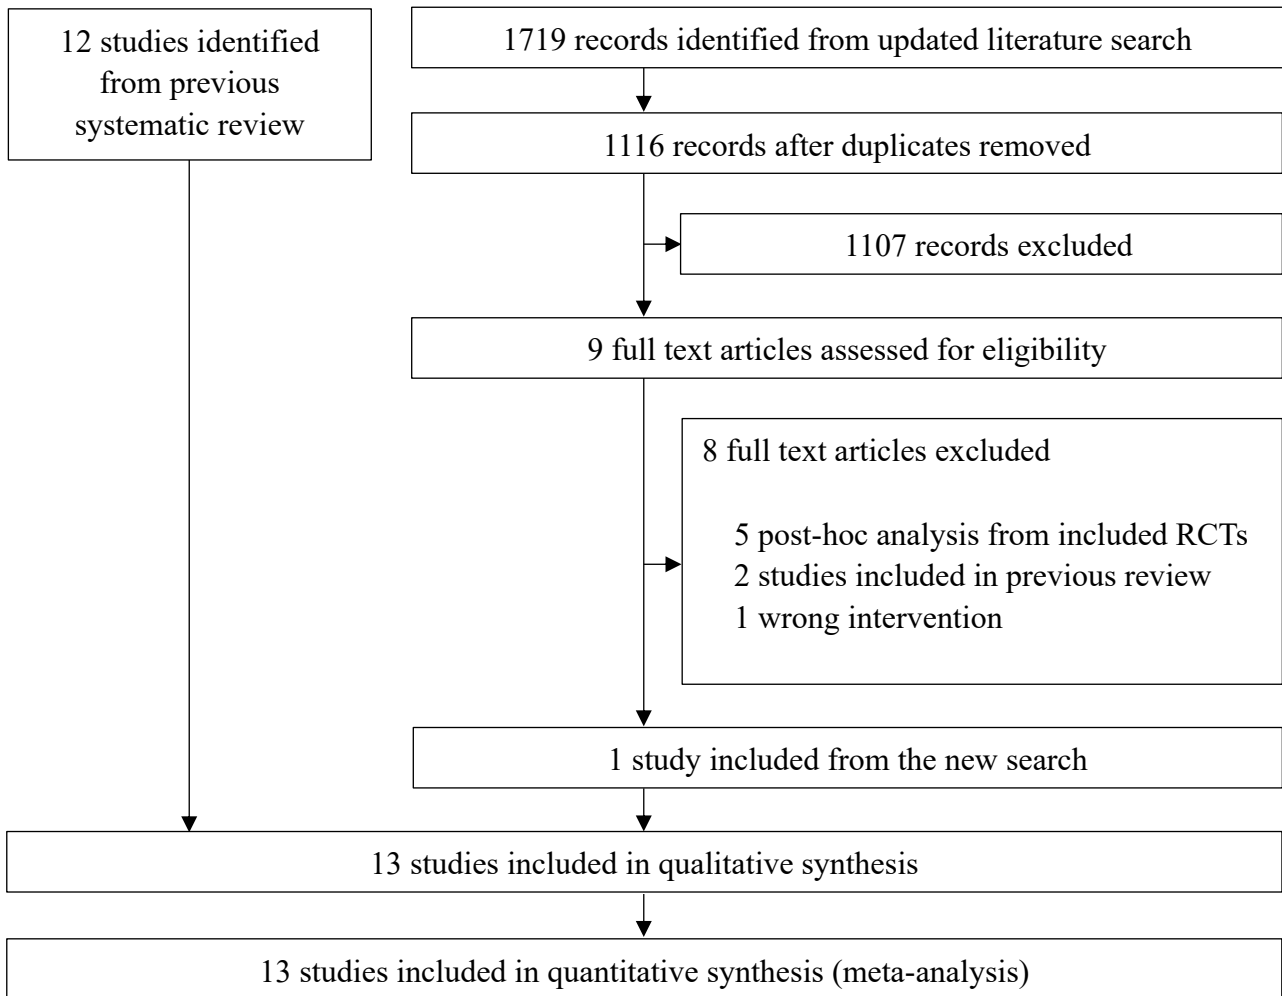 12 studies identified
from previous
systematic review
1719 records identified from updated literature search
1116 records after duplicates removed
1107 records excluded
9 full text articles assessed for eligibility
8 full text articles excluded
5 post-hoc analysis from included RCTs
2 studies included in previous review
1 wrong intervention
1 study included from the new search
13 studies included in qualitative synthesis
13 studies included in quantitative synthesis (meta-analysis)